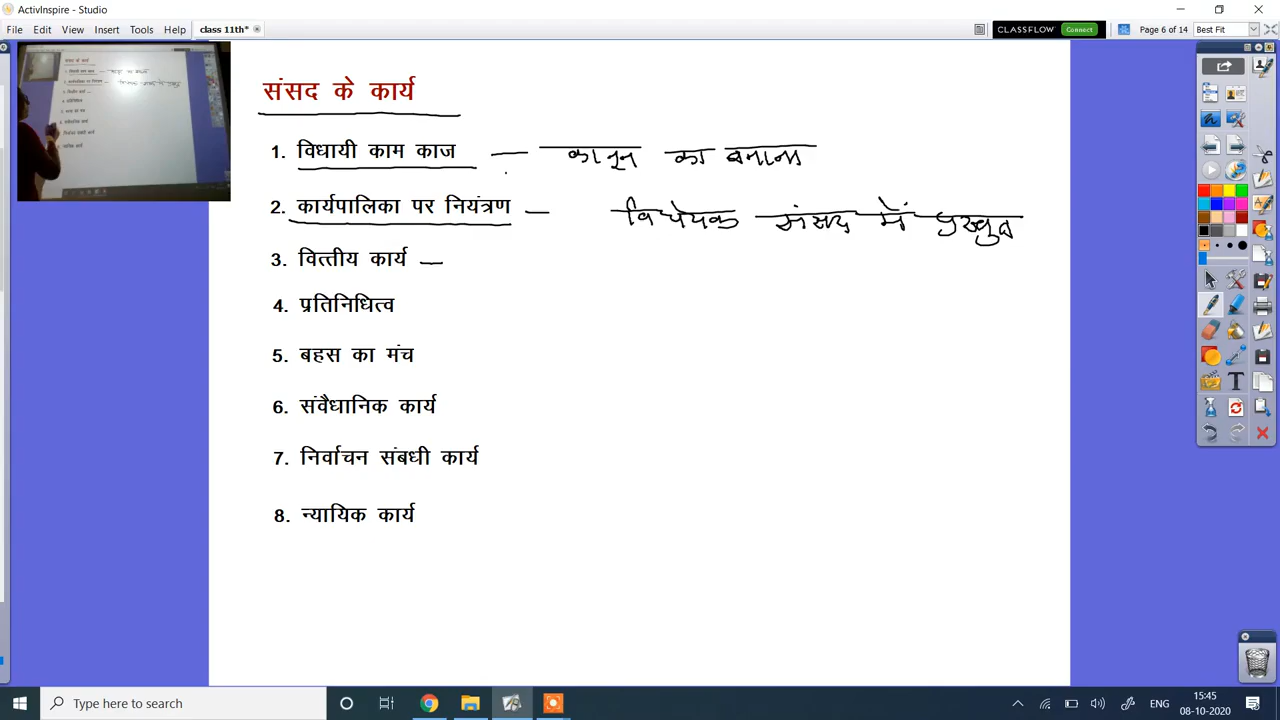 ActivInspire - Studio
File Edit View Insert Tools Help class 11th* CLASSFLOW Connect Page 6 of 14 Best Fit
संसद के कार्य
1. विधायी काम काज — कानून का बनाना
2. कार्यपालिका पर नियंत्रण — विधेयक संसद में प्रस्तुत
3. वित्तीय कार्य —
4. प्रतिनिधित्व
5. बहस का मंच
6. संवैधानिक कार्य
7. निर्वाचन संबधी कार्य
8. न्यायिक कार्य
Type here to search ENG 15:45
08-10-2020